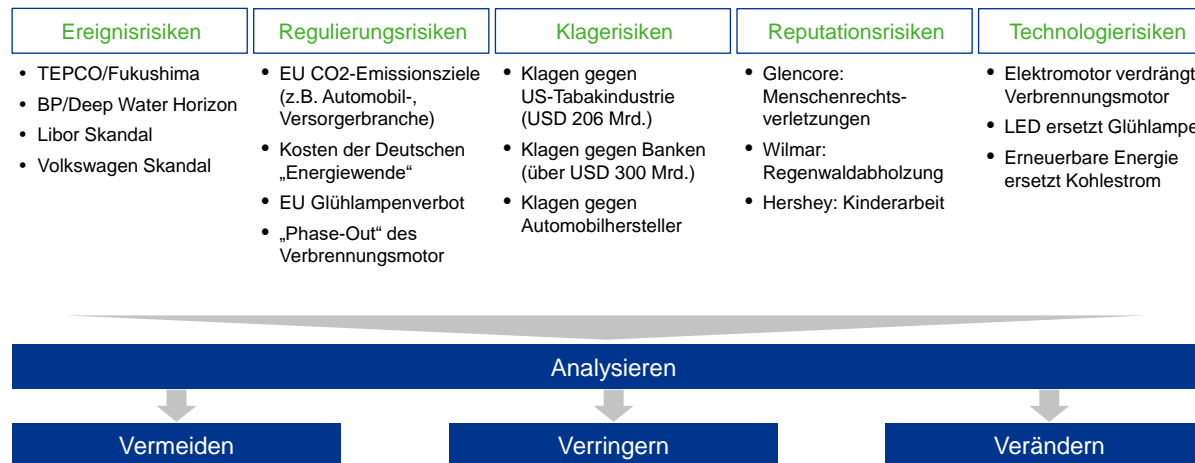 Ereignisrisiken
• TEPCO/Fukushima
• BP/Deep Water Horizon
• Libor Skandal
• Volkswagen Skandal
Regulierungsrisiken
• EU CO2-Emissionsziele
(z.B. Automobil-,
Versorgerbranche)
• Kosten der Deutschen
„Energiewende“
• EU Glühlampenverbot
• „Phase-Out“ des
Verbrennungsmotor
Klagerisiken
• Klagen gegen
US-Tabakindustrie
(USD 206 Mrd.)
• Klagen gegen Banken
(über USD 300 Mrd.)
• Klagen gegen
Automobilhersteller
Reputationsrisiken
• Glencore:
Menschenrechts-
verletzungen
• Wilmar:
Regenwaldabholzung
• Hershey: Kinderarbeit
Technologierisiken
• Elektromotor verdrängt
Verbrennungsmotor
• LED ersetzt Glühlampe
• Erneuerbare Energie
ersetzt Kohlestrom
Analysieren
Vermeiden
Verringern
Verändern